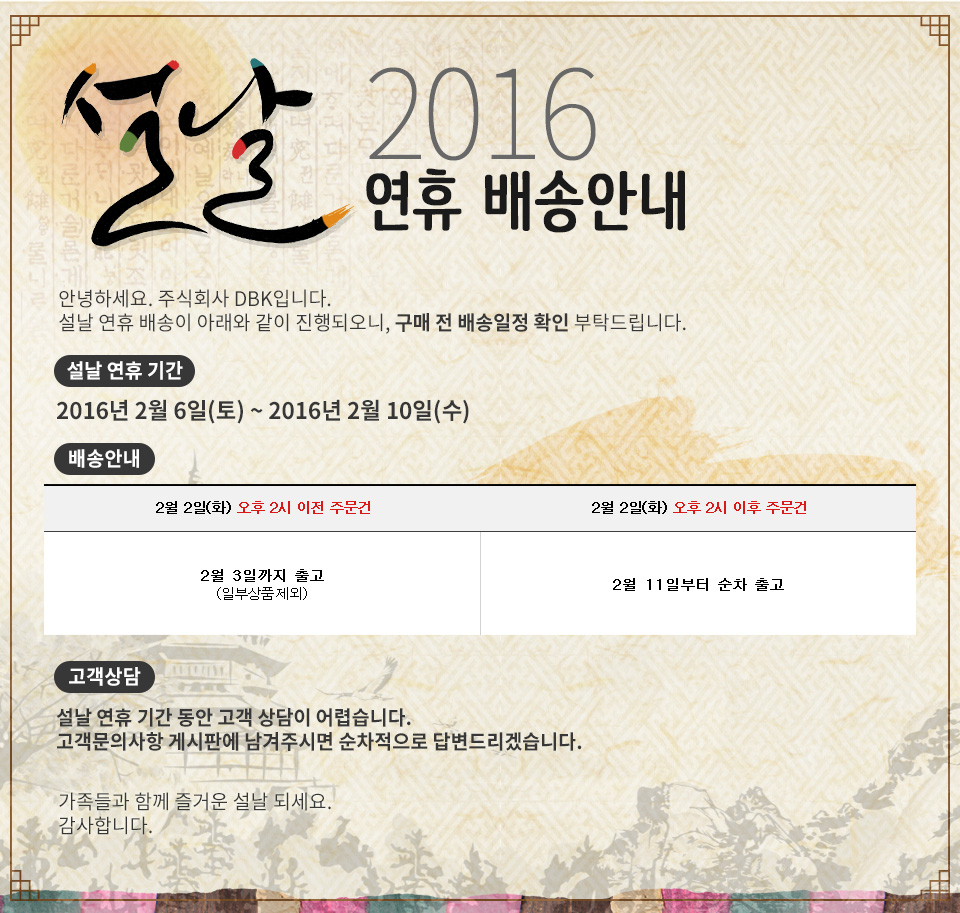 설날
2016
연휴 배송안내
안녕하세요. 주식회사 DBK입니다.
설날 연휴 배송이 아래와 같이 진행되오니, 구매 전 배송일정 확인 부탁드립니다.
설날 연휴 기간
2016년 2월 6일(토) ~ 2016년 2월 10일(수)
배송안내
2월 2일(화) 오후 2시 이전 주문건
2월 2일(화) 오후 2시 이후 주문건
2월 3일까지 출고
(일부상품제외)
2월 11일부터 순차 출고
고객상담
설날 연휴 기간 동안 고객 상담이 어렵습니다.
고객문의사항 게시판에 남겨주시면 순차적으로 답변드리겠습니다.
가족들과 함께 즐거운 설날 되세요.
감사합니다.